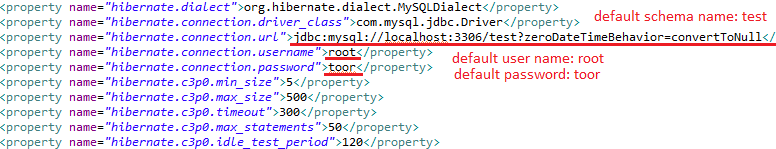 <property name="hibernate.dialect">org.hibernate.dialect.MySQLDialect</property>
<property name="hibernate.connection.driver_class">com.mysql.jdbc.Driver</property> default schema name: test
<property name="hibernate.connection.url">jdbc:mysql://localhost:3306/test?zeroDateTimeBehavior=convertToNull</
<property name="hibernate.connection.username">root</property> default user name: root
<property name="hibernate.connection.password">toor</property> default password: toor
<property name="hibernate.c3p0.min_size">5</property>
<property name="hibernate.c3p0.max_size">500</property>
<property name="hibernate.c3p0.timeout">300</property>
<property name="hibernate.c3p0.max_statements">50</property>
<property name="hibernate.c3p0.idle_test_period">120</property>